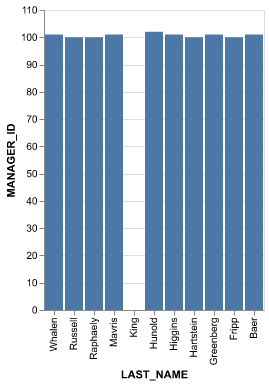 110
100
90
80
70
60
50
40
30
20
10
0
MANAGER_ID
Whalen
Russell
Raphaely
Mavris
King
Hunold
Higgins
Hartstein
Greenberg
Fripp
Baer
LAST_NAME